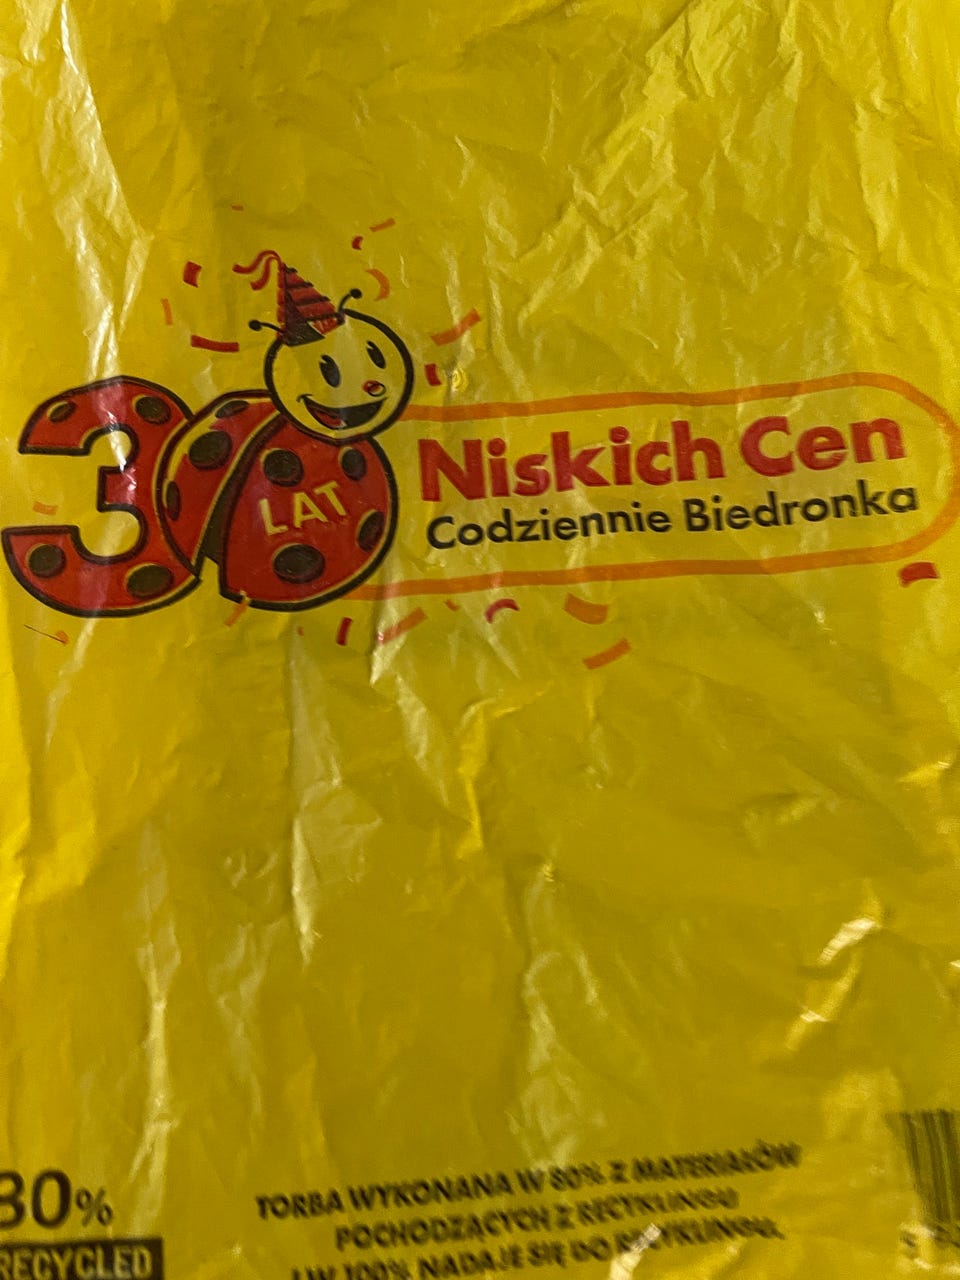 30
LAT
Niskich Cen
Codziennie Biedronka
80%
RECYCLED
TORBA WYKONANA W 80% Z MATERIAŁÓW
POCHODZĄCYCH Z RECYKLINGU
I W 100% NADAJE SIĘ DO RECYKLINGU.